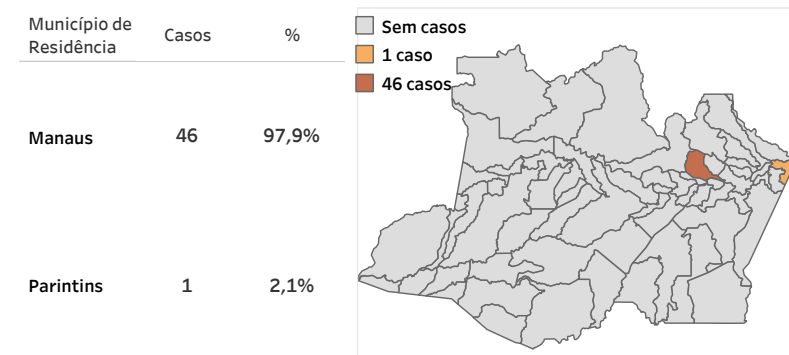 Município de
Residência
Casos
%
Manaus
46
97,9%
Parintins
1
2,1%
Sem casos
1 caso
46 casos